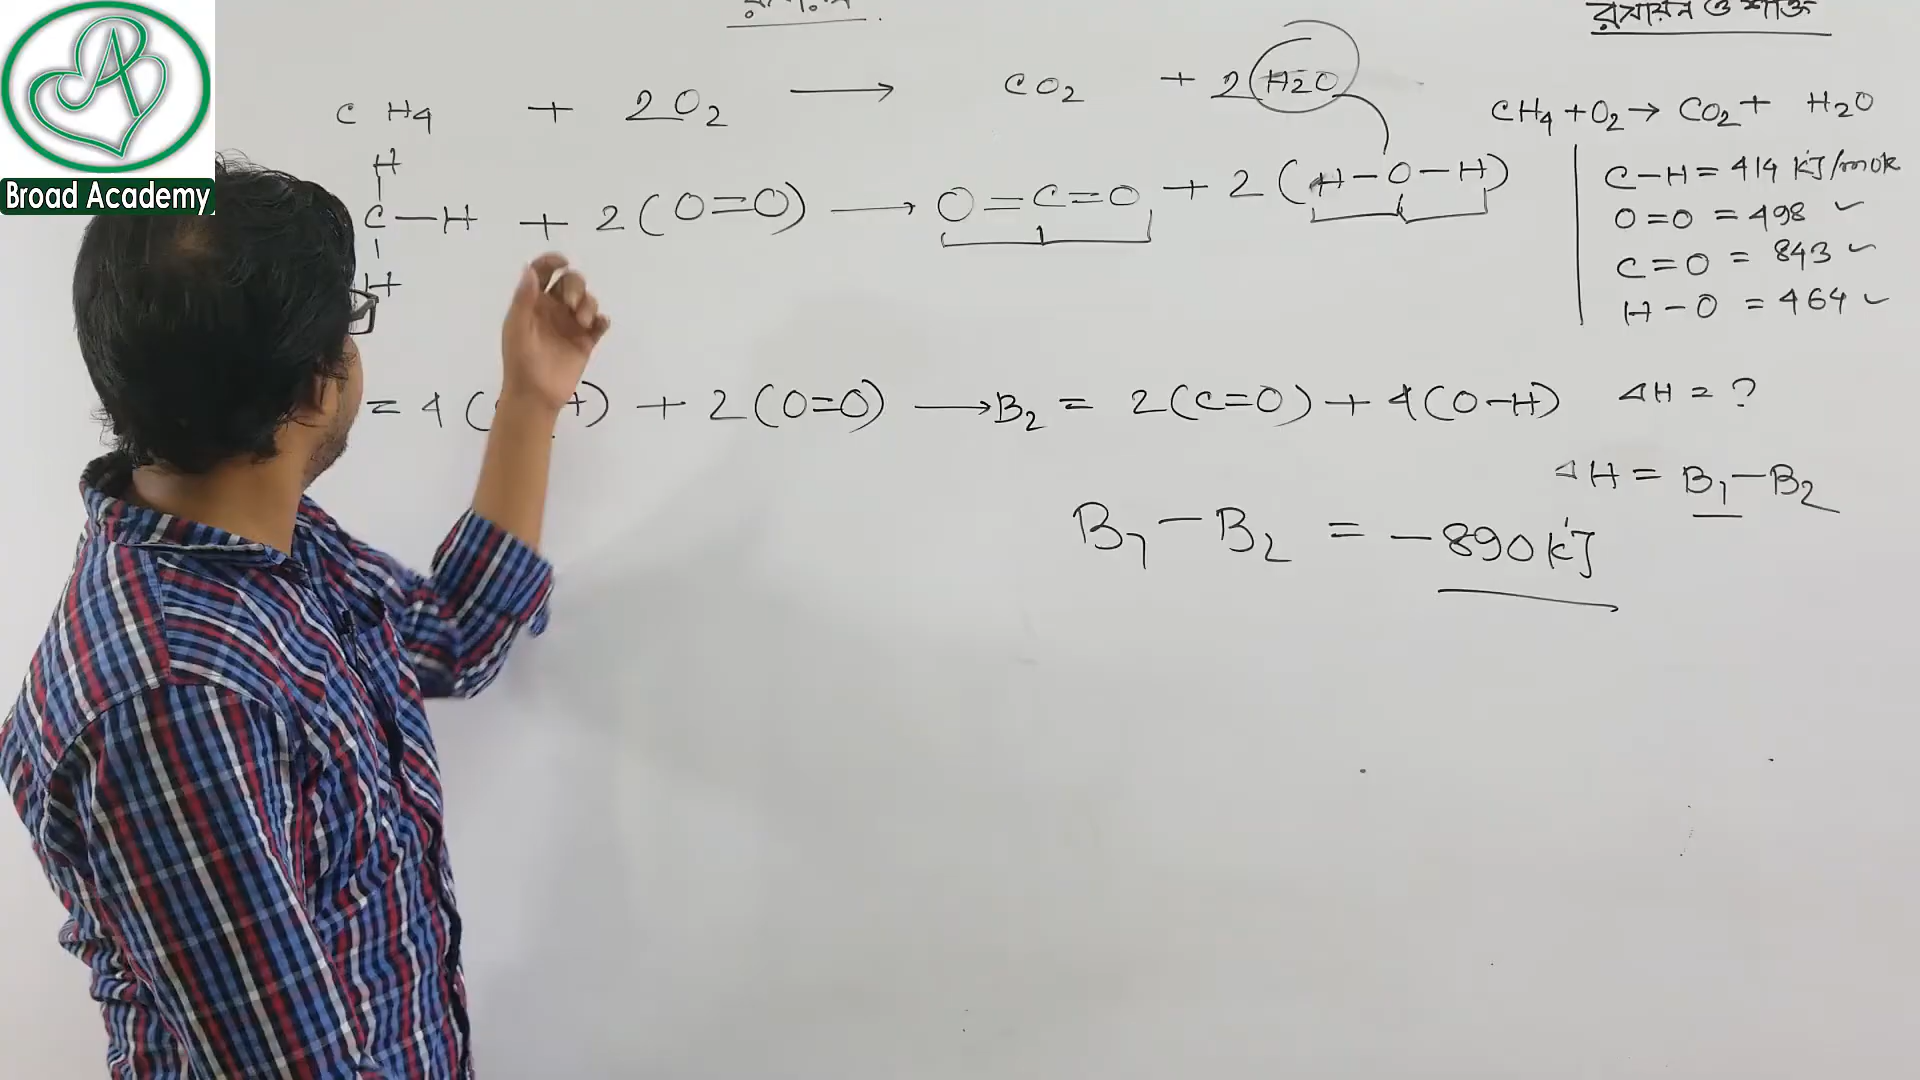 Broad Academy
রসায়ন ও শক্তি
C H4 + 2O2 → CO2 + 2 H2O
CH4 + O2 → CO2 + H2O
H
C – H + 2 ( O = O ) → O = C = O + 2 ( H – O – H )
H
C – H = 414 kJ/mole
O = O = 498 ✓
C = O = 843 ✓
H – O = 464 ✓
= 4 ( ) + 2 ( O = O ) → B2 = 2 ( C = O ) + 4 ( O – H )
ΔH = ?
ΔH = B1 – B2
B1 – B2 = – 890 kJ